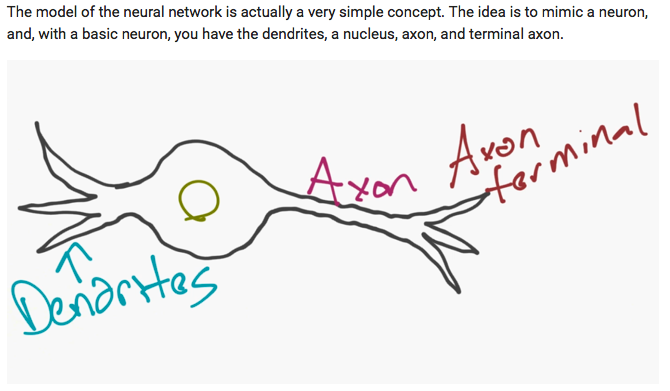 The model of the neural network is actually a very simple concept. The idea is to mimic a neuron,
and, with a basic neuron, you have the dendrites, a nucleus, axon, and terminal axon.
Axon
Axon
terminal
Dendrites